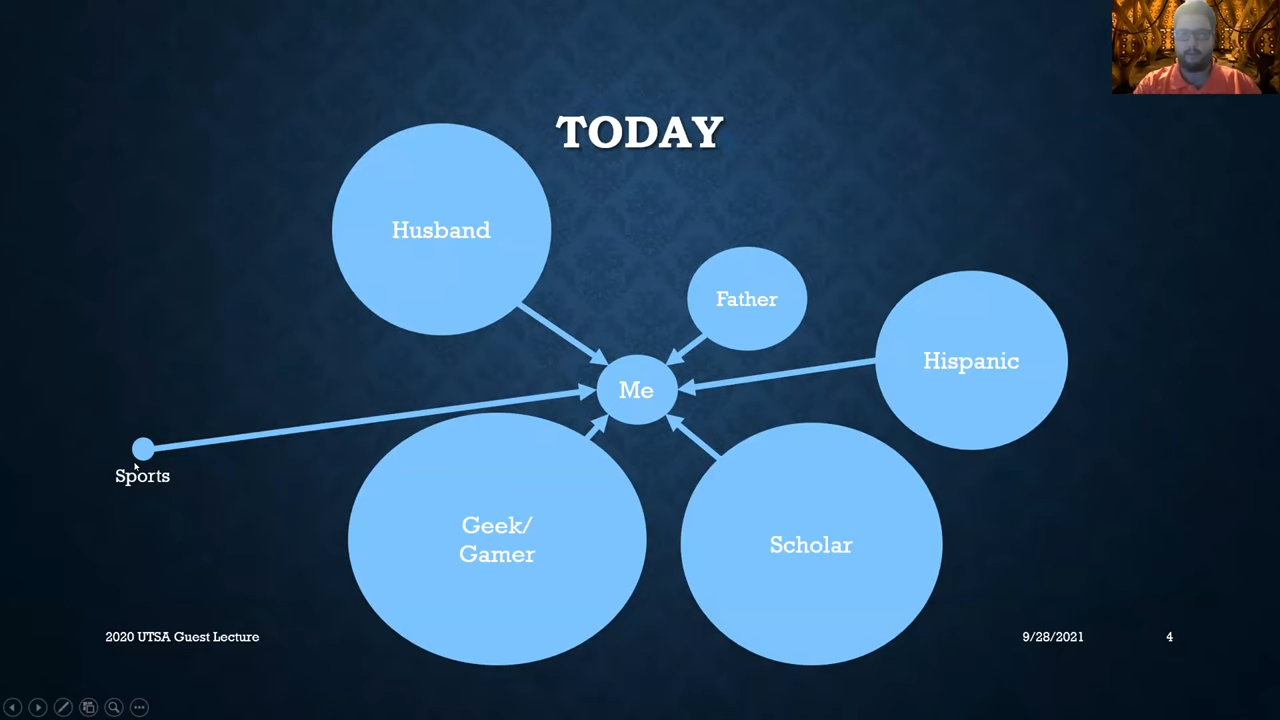 TODAY
Husband
Father
Hispanic
Me
Sports
Geek/
Gamer
Scholar
2020 UTSA Guest Lecture
9/28/2021
4